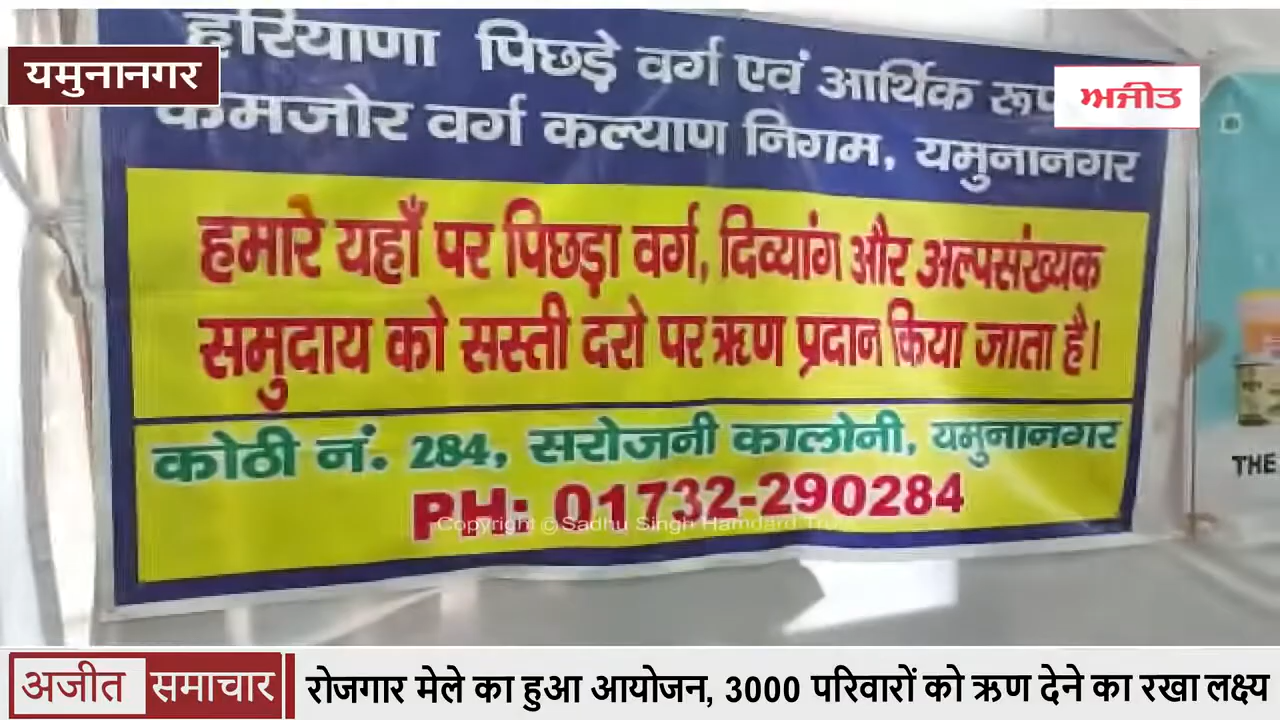 हरियाणा पिछड़े वर्ग एवं आर्थिक
यमुनानगर
ਅਜੀਤ
कमजोर वर्ग कल्याण निगम, यमुनानगर
हमारे यहाँ पर पिछड़ा वर्ग, दिव्यांग और अल्पसंख्यक
समुदाय को सस्ती दरो पर ऋण प्रदान किया जाता है।
कोठी नं. 284, सरोजनी कालोनी, यमुनानगर
PH: 01732-290284
Copyright © Sadhu Singh Hamdard
THE
अजीत समाचार
रोजगार मेले का हुआ आयोजन, 3000 परिवारों को ऋण देने का रखा लक्ष्य